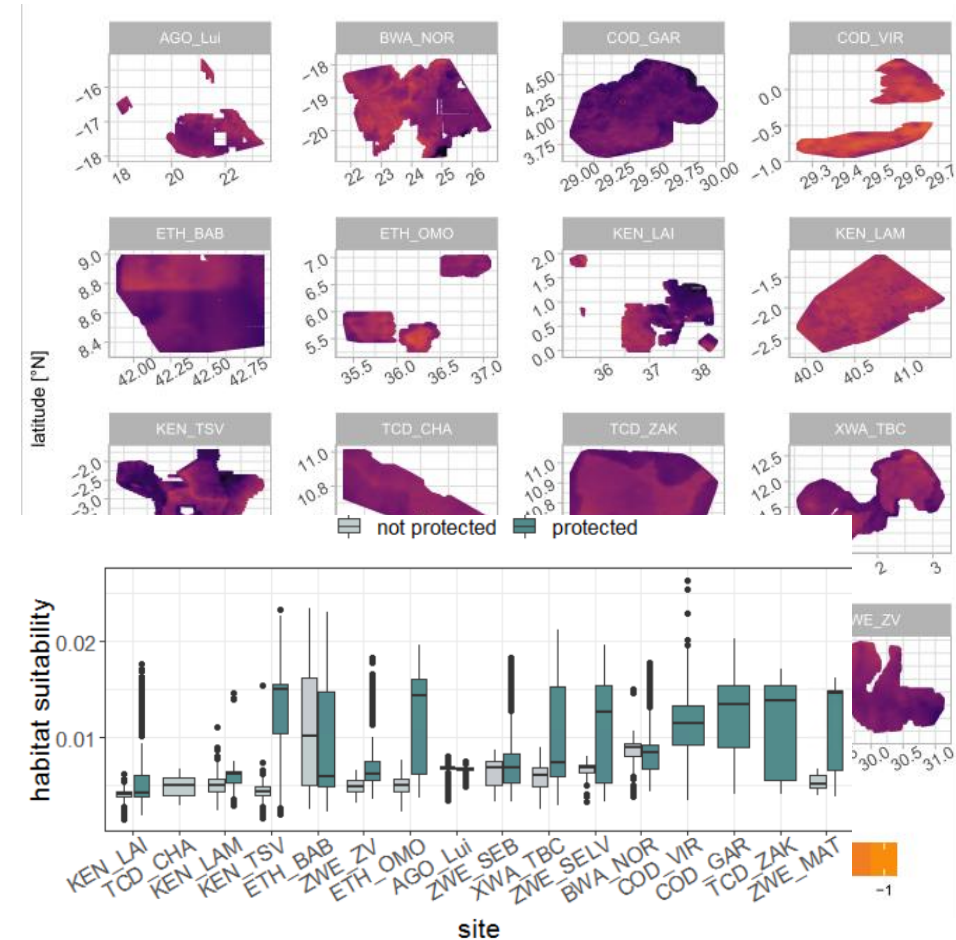 AGO_Lui BWA_NOR COD_GAR COD_VIR
−16
−17
−18
18 20 22
−18
−19
−20
22 23 24 25 26
4.50
4.25
4.00
3.75
29.00 29.25 29.50 29.75 30.00
0.0
−0.5
−1.0
29.3 29.4 29.5 29.6 29.7
ETH_BAB ETH_OMO KEN_LAI KEN_LAM
9.0
8.8
8.6
8.4
42.00 42.25 42.50 42.75
7.0
6.5
6.0
5.5
35.5 36.0 36.5 37.0
2.0
1.5
1.0
0.5
0.0
36 37 38
−1.5
−2.0
−2.5
40.0 40.5 41.0
latitude [°N]
KEN_TSV TCD_CHA TCD_ZAK XWA_TBC
−2.0
−2.5
−3.0
11.0
10.8
11.0
10.9
12.5
12.0
2 3
30.0 30.5 31.0
−1
not protected protected
habitat suitability
0.02
0.01
KEN_LAI TCD_CHA KEN_LAM KEN_TSV ETH_BAB ZWE_ZV ETH_OMO AGO_Lui ZWE_SEB XWA_TBC ZWE_SELV BWA_NOR COD_VIR COD_GAR TCD_ZAK ZWE_MAT
site